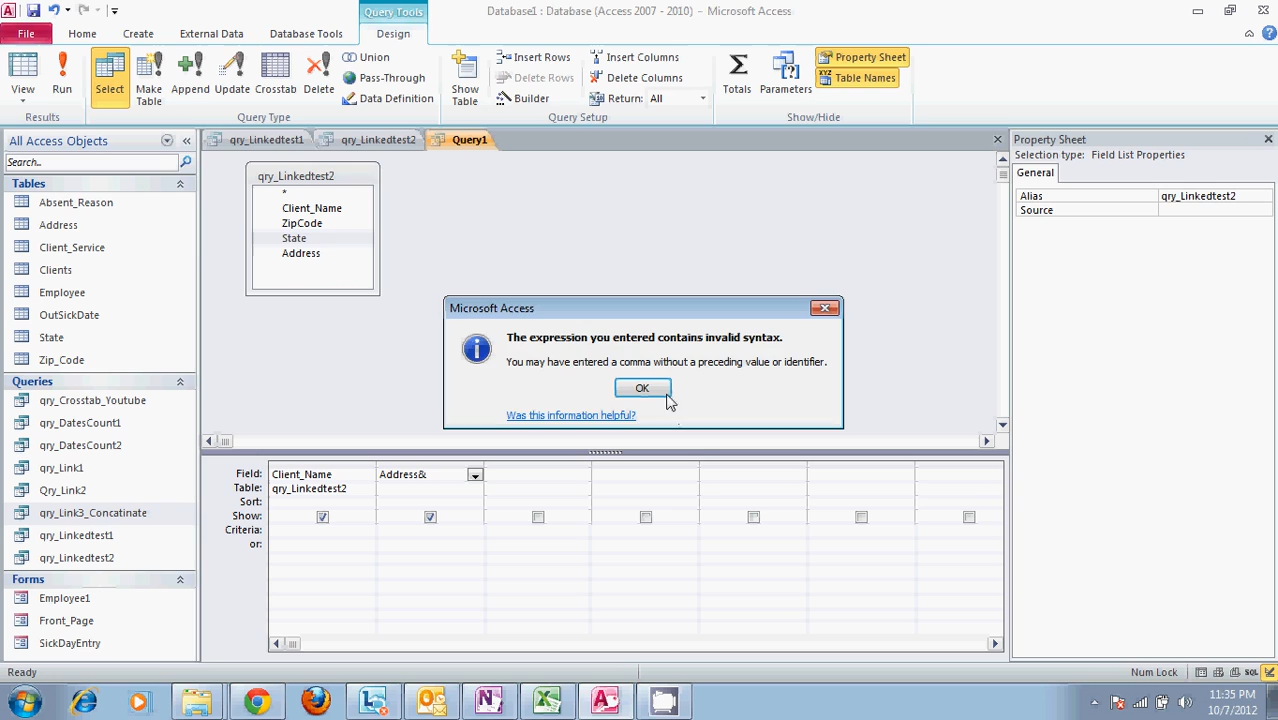 Query Tools
Database1 : Database (Access 2007 - 2010) - Microsoft Access
File
Home
Create
External Data
Database Tools
Design
View
Run
Select
Make Table
Append
Update
Crosstab
Delete
Union
Pass-Through
Data Definition
Show Table
Insert Rows
Delete Rows
Builder
Insert Columns
Delete Columns
Return: All
Totals
Parameters
Property Sheet
Table Names
Results
Query Type
Query Setup
Show/Hide
All Access Objects
Search...
Tables
Absent_Reason
Address
Client_Service
Clients
Employee
OutSickDate
State
Zip_Code
Queries
qry_Crosstab_Youtube
qry_DatesCount1
qry_DatesCount2
qry_Link1
Qry_Link2
qry_Link3_Concatinate
qry_Linkedtest1
qry_Linkedtest2
Forms
Employee1
Front_Page
SickDayEntry
qry_Linkedtest1
qry_Linkedtest2
Query1
qry_Linkedtest2
*
Client_Name
ZipCode
State
Address
Microsoft Access
The expression you entered contains invalid syntax.
You may have entered a comma without a preceding value or identifier.
OK
Was this information helpful?
Field: Client_Name Address&
Table: qry_Linkedtest2
Sort:
Show:
Criteria:
or:
Property Sheet
Selection type: Field List Properties
General
Alias qry_Linkedtest2
Source
Ready
Num Lock
SQL
11:35 PM
10/7/2012